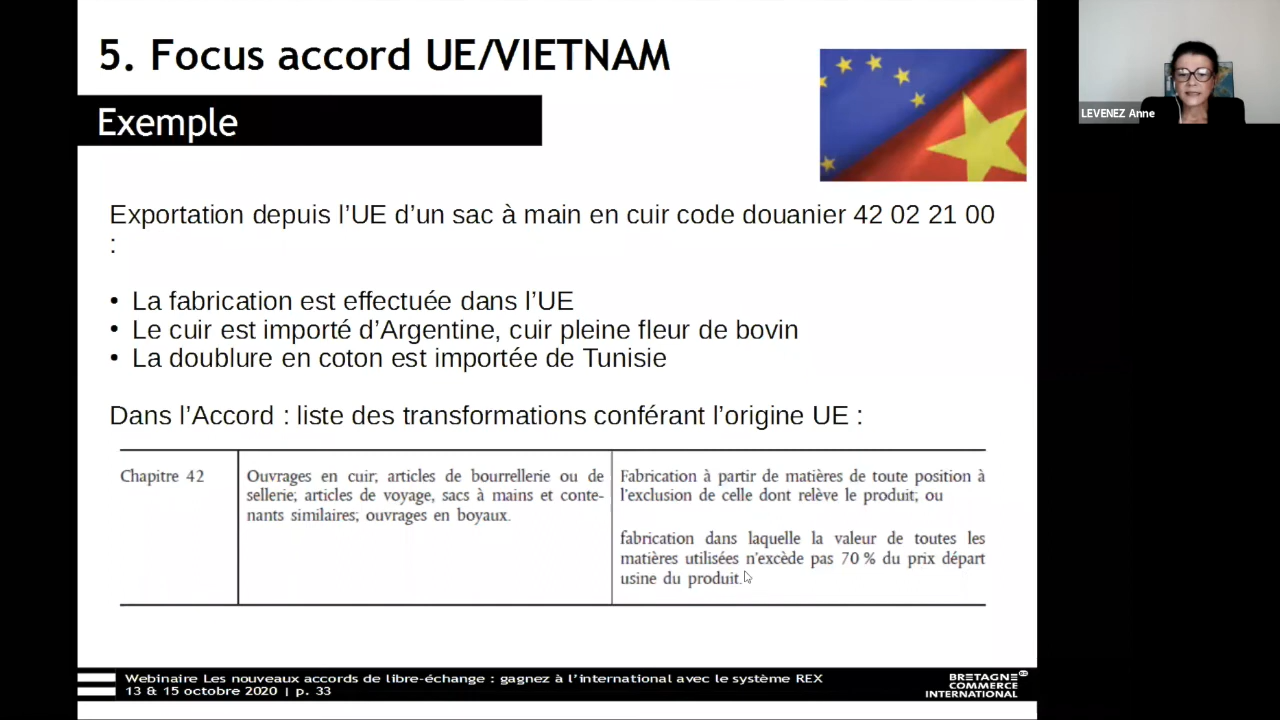 5. Focus accord UE/VIETNAM
Exemple
LEVENEZ Anne
Exportation depuis l’UE d’un sac à main en cuir code douanier 42 02 21 00
:
• La fabrication est effectuée dans l’UE
• Le cuir est importé d’Argentine, cuir pleine fleur de bovin
• La doublure en coton est importée de Tunisie
Dans l’Accord : liste des transformations conférant l’origine UE :
Chapitre 42
Ouvrages en cuir, articles de bourrellerie ou de
sellerie; articles de voyage, sacs à mains et conte-
nants similaires; ouvrages en boyaux.
Fabrication à partir de matières de toute position à
l’exclusion de celle dont relève le produit; ou
fabrication dans laquelle la valeur de toutes les
matières utilisées n’excède pas 70 % du prix départ
usine du produit.
Webinaire Les nouveaux accords de libre-échange : gagnez à l’international avec le système REX
13 & 15 octobre 2020 | p. 33
BRETAGNE
COMMERCE
INTERNATIONAL